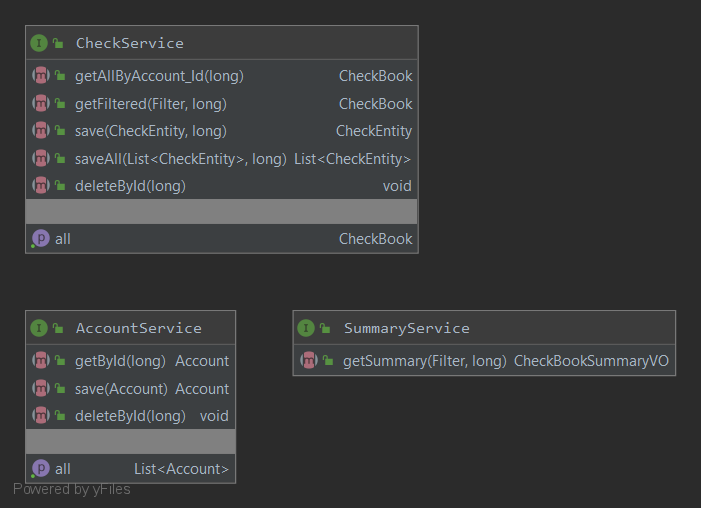 CheckService
getAllByAccount_Id(long) CheckBook
getFiltered(Filter, long) CheckBook
save(CheckEntity, long) CheckEntity
saveAll(List<CheckEntity>, long) List<CheckEntity>
deleteById(long) void
all CheckBook
AccountService
getById(long) Account
save(Account) Account
deleteById(long) void
all List<Account>
SummaryService
getSummary(Filter, long) CheckBookSummaryVO
Powered by yFiles